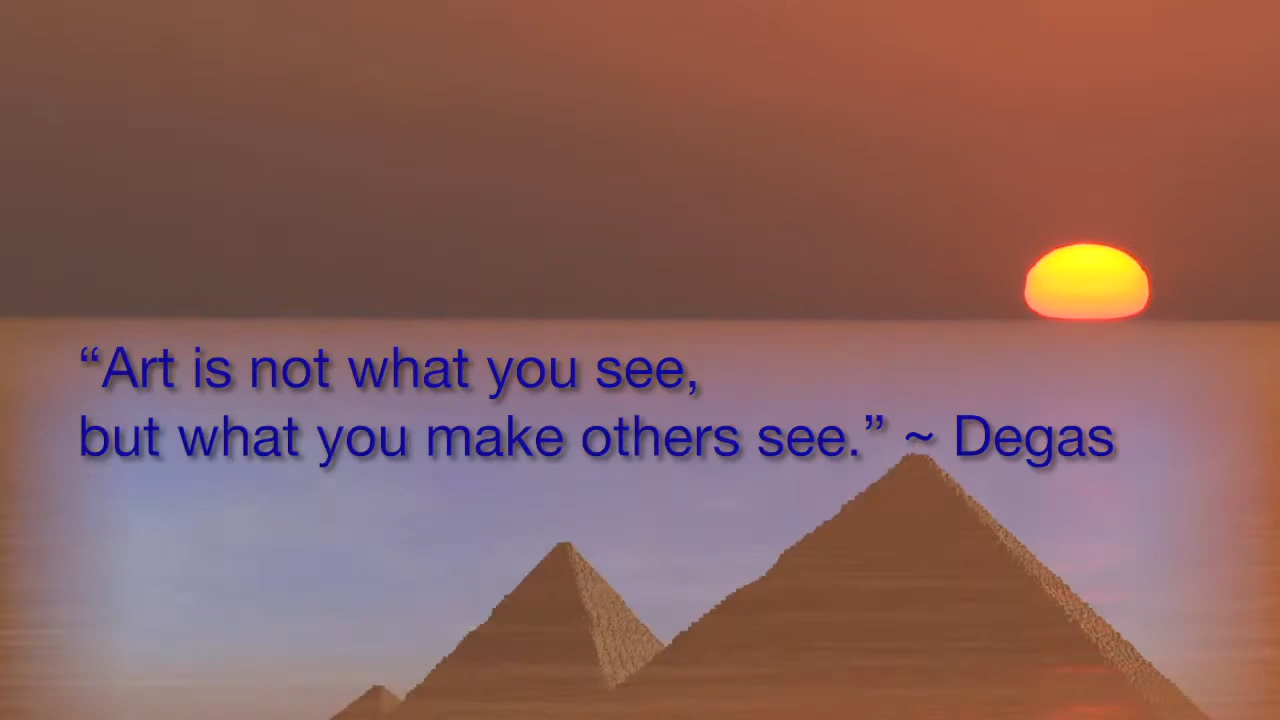 “Art is not what you see,
but what you make others see.” ~ Degas